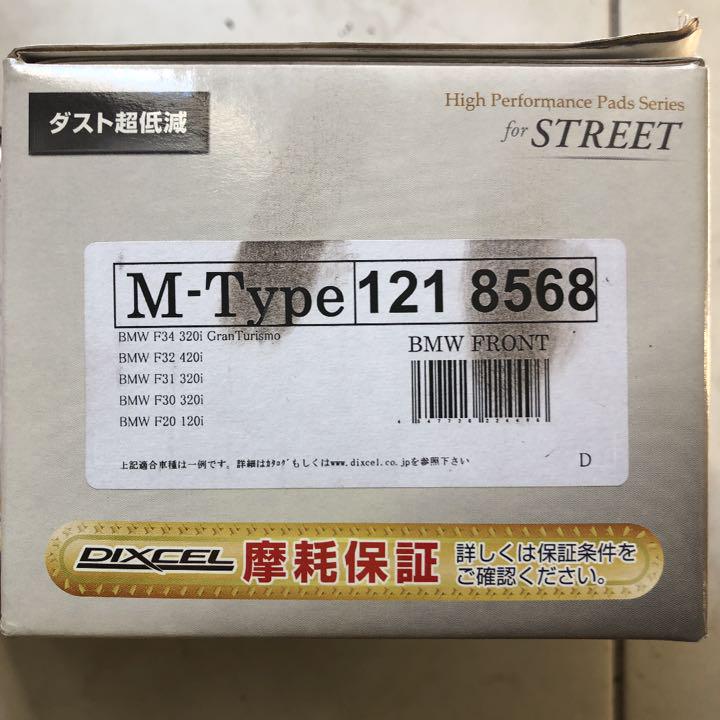 ダスト超低減
High Performance Pads Series
for STREET
M-Type 121 8568
BMW F34 320i GranTurismo
BMW FRONT
BMW F32 420i
BMW F31 320i
BMW F30 320i
BMW F20 120i
上記適合車種は一例です。詳細はｶﾀﾛｸﾞもしくはwww.dixcel.co.jpを参照下さい
D
DIXCEL 摩耗保証 詳しくは保証条件を
ご確認ください。